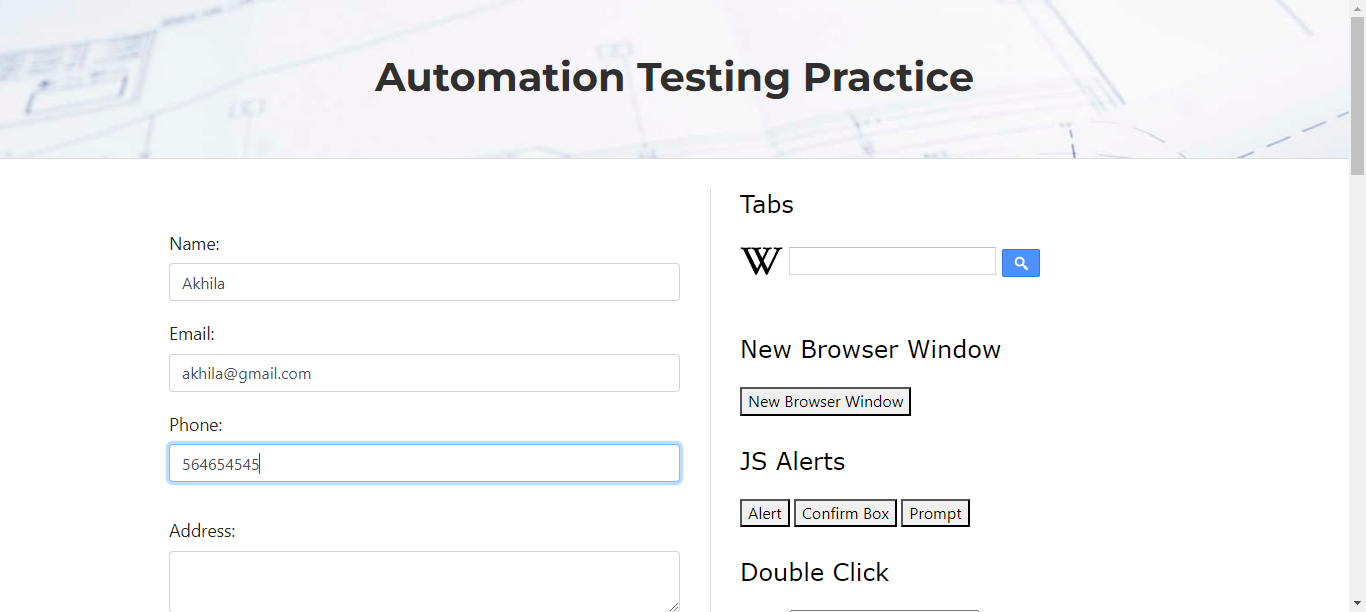 Automation Testing Practice
Name:
Akhila
Email:
akhila@gmail.com
Phone:
564654545
Address:
Tabs
W
New Browser Window
New Browser Window
JS Alerts
Alert Confirm Box Prompt
Double Click